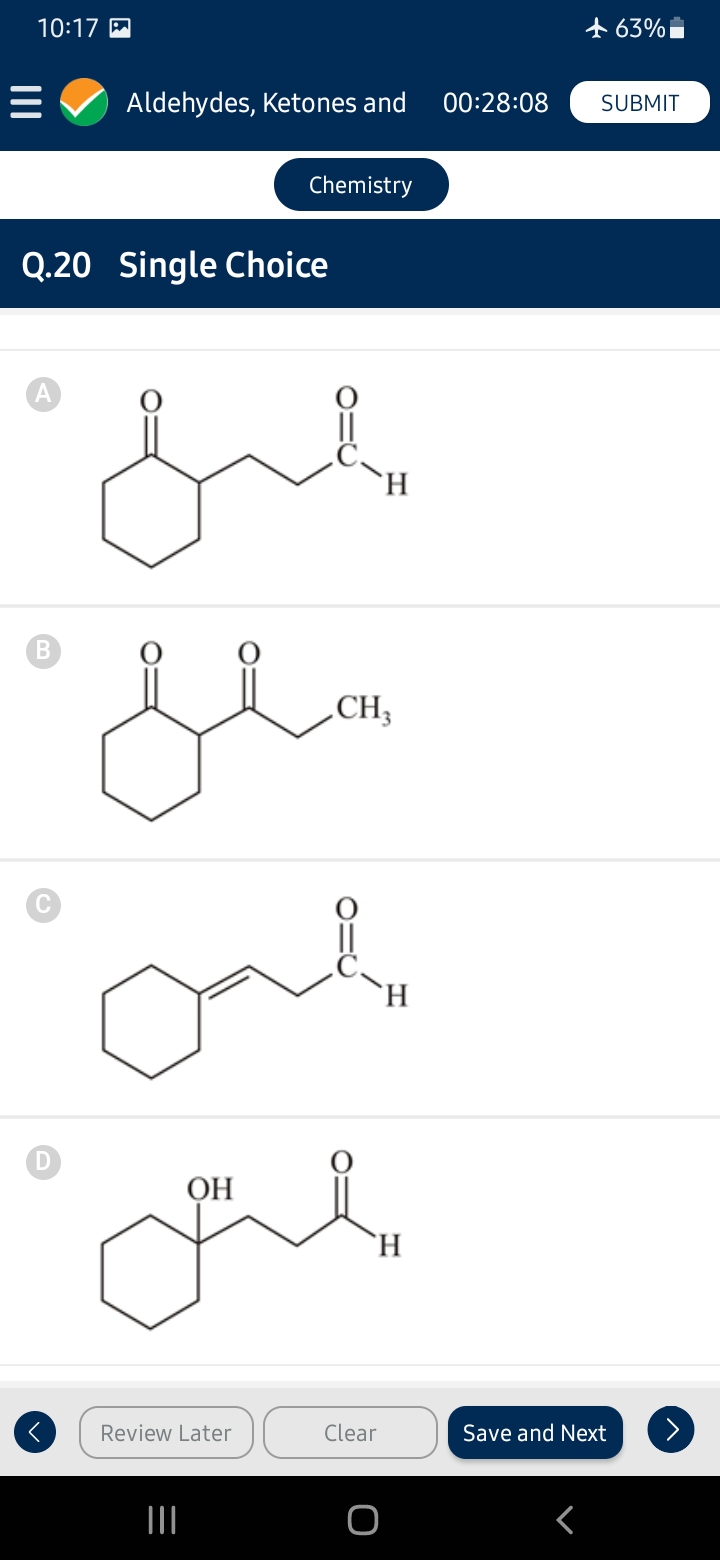 10:17 63%
Aldehydes, Ketones and 00:28:08 SUBMIT
Chemistry
Q.20 Single Choice
A
O O
C
H
B
O O
CH₃
C
O
C
H
D
OH O
H
Review Later Clear Save and Next